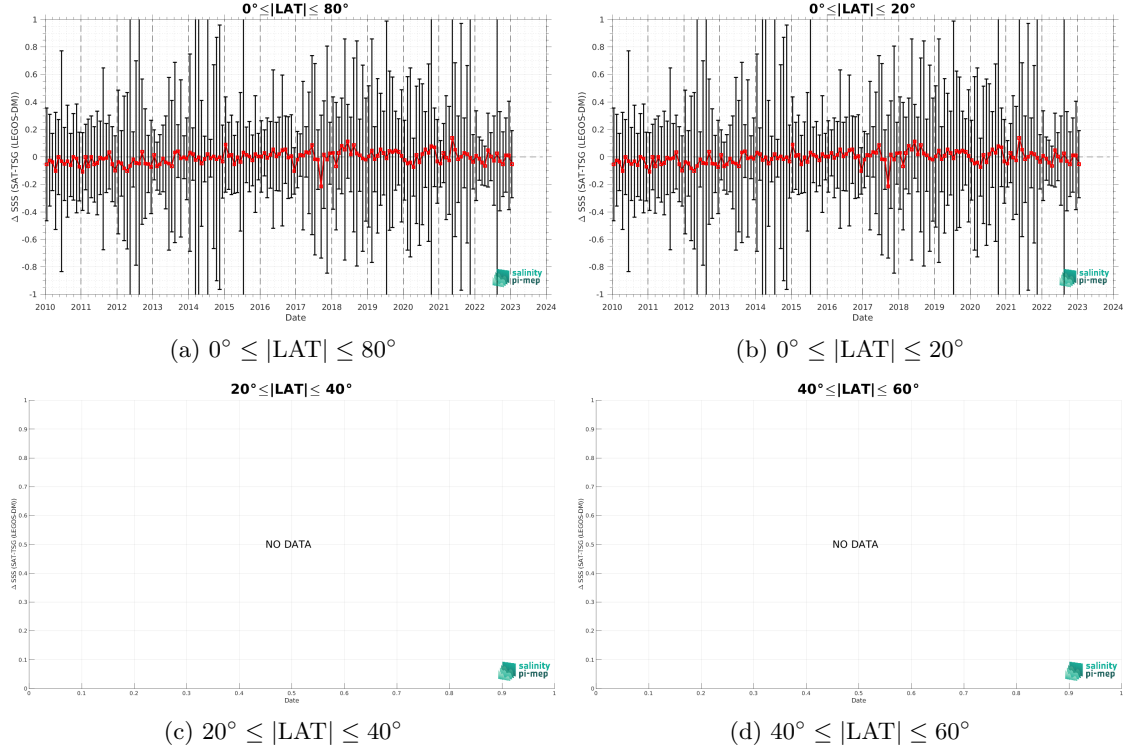 0°≤|LAT|≤ 80°
Δ SSS (SAT-TSG (LEGOS-DM))
1
0.8
0.6
0.4
0.2
0
-0.2
-0.4
-0.6
-0.8
-1
2010 2011 2012 2013 2014 2015 2016 2017 2018 2019 2020 2021 2022 2023 2024
Date
salinity
pi-mep
(a) 0° ≤ |LAT| ≤ 80°
0°≤|LAT|≤ 20°
Δ SSS (SAT-TSG (LEGOS-DM))
1
0.8
0.6
0.4
0.2
0
-0.2
-0.4
-0.6
-0.8
-1
2010 2011 2012 2013 2014 2015 2016 2017 2018 2019 2020 2021 2022 2023 2024
Date
salinity
pi-mep
(b) 0° ≤ |LAT| ≤ 20°
20°≤|LAT|≤ 40°
Δ SSS (SAT-TSG (LEGOS-DM))
1
0.9
0.8
0.7
0.6
0.5
0.4
0.3
0.2
0.1
0
NO DATA
0 0.1 0.2 0.3 0.4 0.5 0.6 0.7 0.8 0.9 1
Date
salinity
pi-mep
(c) 20° ≤ |LAT| ≤ 40°
40°≤|LAT|≤ 60°
Δ SSS (SAT-TSG (LEGOS-DM))
1
0.9
0.8
0.7
0.6
0.5
0.4
0.3
0.2
0.1
0
NO DATA
0 0.1 0.2 0.3 0.4 0.5 0.6 0.7 0.8 0.9 1
Date
salinity
pi-mep
(d) 40° ≤ |LAT| ≤ 60°